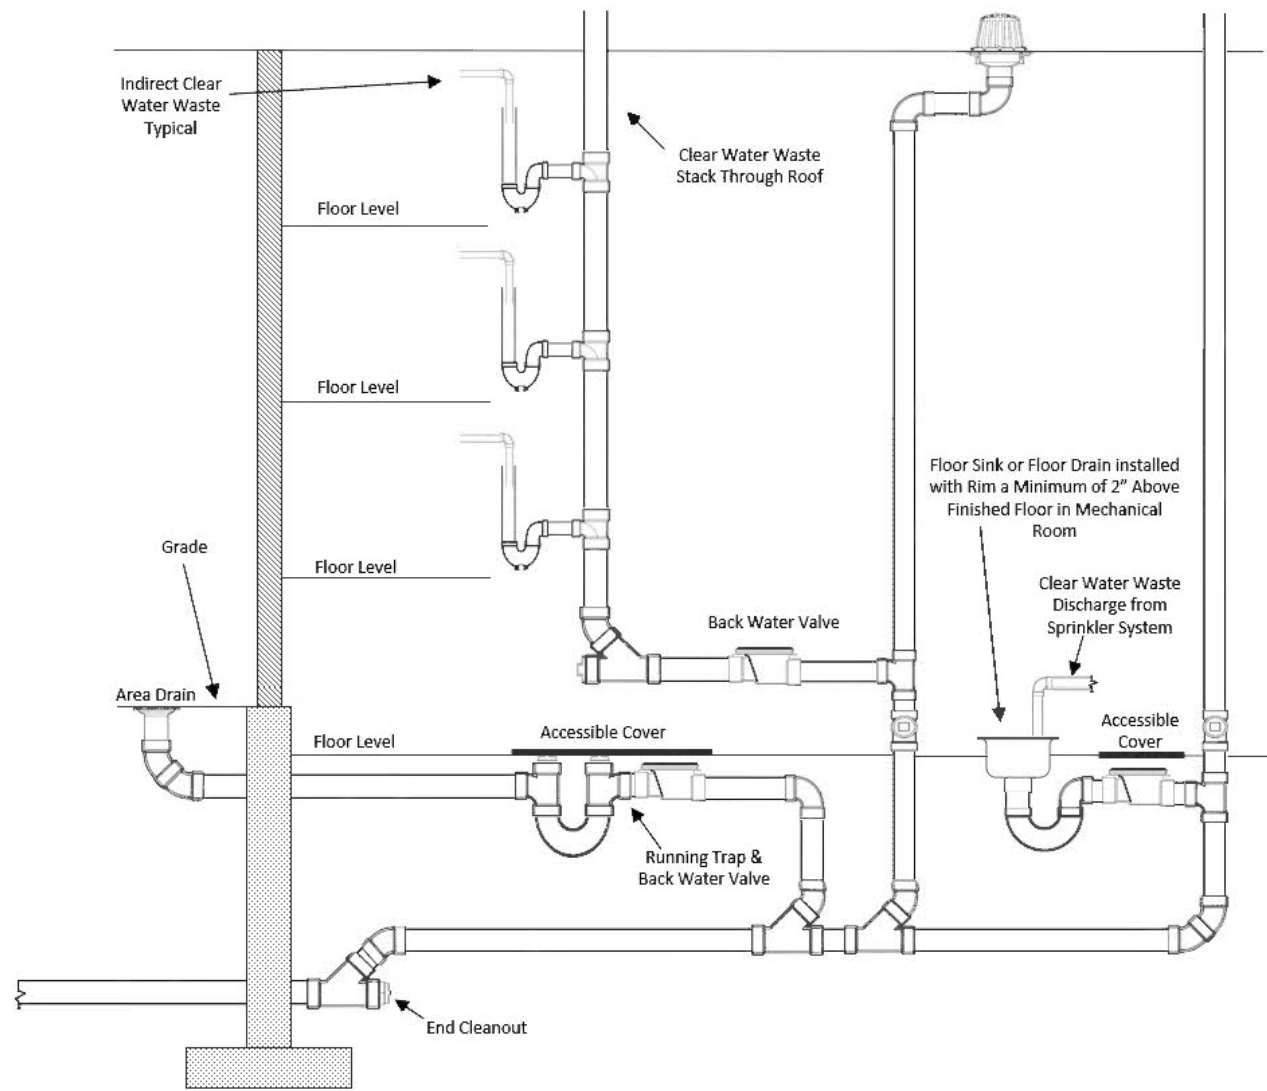 Indirect Clear
Water Waste
Typical
Clear Water Waste
Stack Through Roof
Floor Level
Floor Level
Floor Sink or Floor Drain installed
with Rim a Minimum of 2" Above
Finished Floor in Mechanical
Room
Grade
Floor Level
Clear Water Waste
Discharge from
Sprinkler System
Back Water Valve
Area Drain
Floor Level
Accessible Cover
Accessible
Cover
Running Trap &
Back Water Valve
End Cleanout